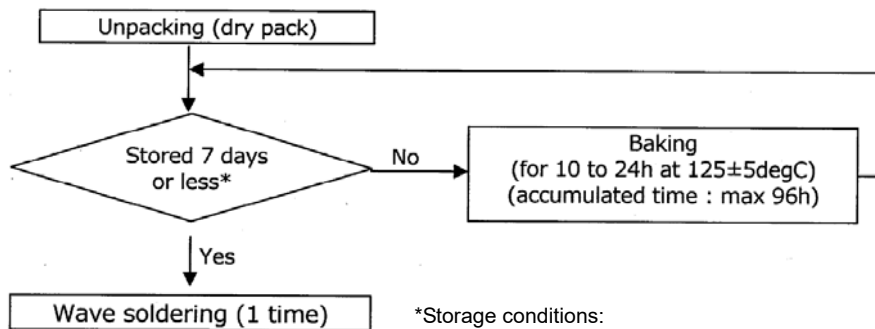 Unpacking (dry pack)
Stored 7 days
or less*
No
Baking
(for 10 to 24h at 125±5degC)
(accumulated time : max 96h)
Yes
Wave soldering (1 time)
*Storage conditions: